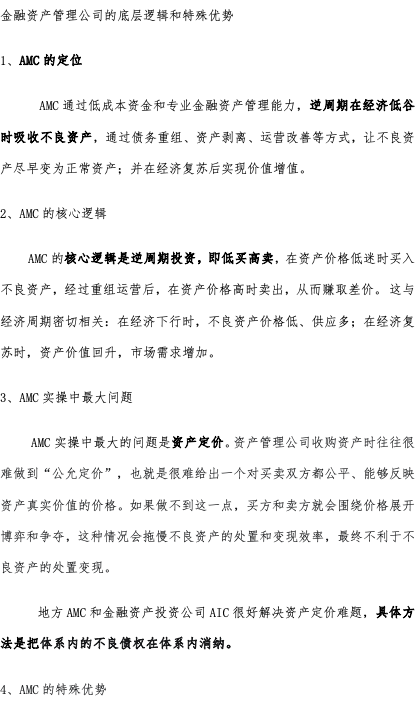 金融资产管理公司的底层逻辑和特殊优势
1、AMC 的定位
AMC 通过低成本资金和专业金融资产管理能力，逆周期在经济低谷
时吸收不良资产，通过债务重组、资产剥离、运营改善等方式，让不良资
产尽早变为正常资产；并在经济复苏后实现价值增值。
2、AMC 的核心逻辑
AMC 的核心逻辑是逆周期投资，即低买高卖，在资产价格低迷时买入
不良资产，经过重组运营后，在资产价格高时卖出，从而赚取差价。 这与
经济周期密切相关：在经济下行时，不良资产价格低、供应多；在经济复
苏时，资产价值回升，市场需求增加。
3、AMC 实操中最大问题
AMC 实操中最大的问题是资产定价。资产管理公司收购资产时往往很
难做到“公允定价”，也就是很难给出一个对买卖双方都公平、能够反映
资产真实价值的价格。如果做不到这一点，买方和卖方就会围绕价格展开
博弈和争夺，这种情况会拖慢不良资产的处置和变现效率，最终不利于不
良资产的处置变现。
地方 AMC 和金融资产投资公司 AIC 很好解决资产定价难题，具体方
法是把体系内的不良债权在体系内消纳。
4、AMC 的特殊优势